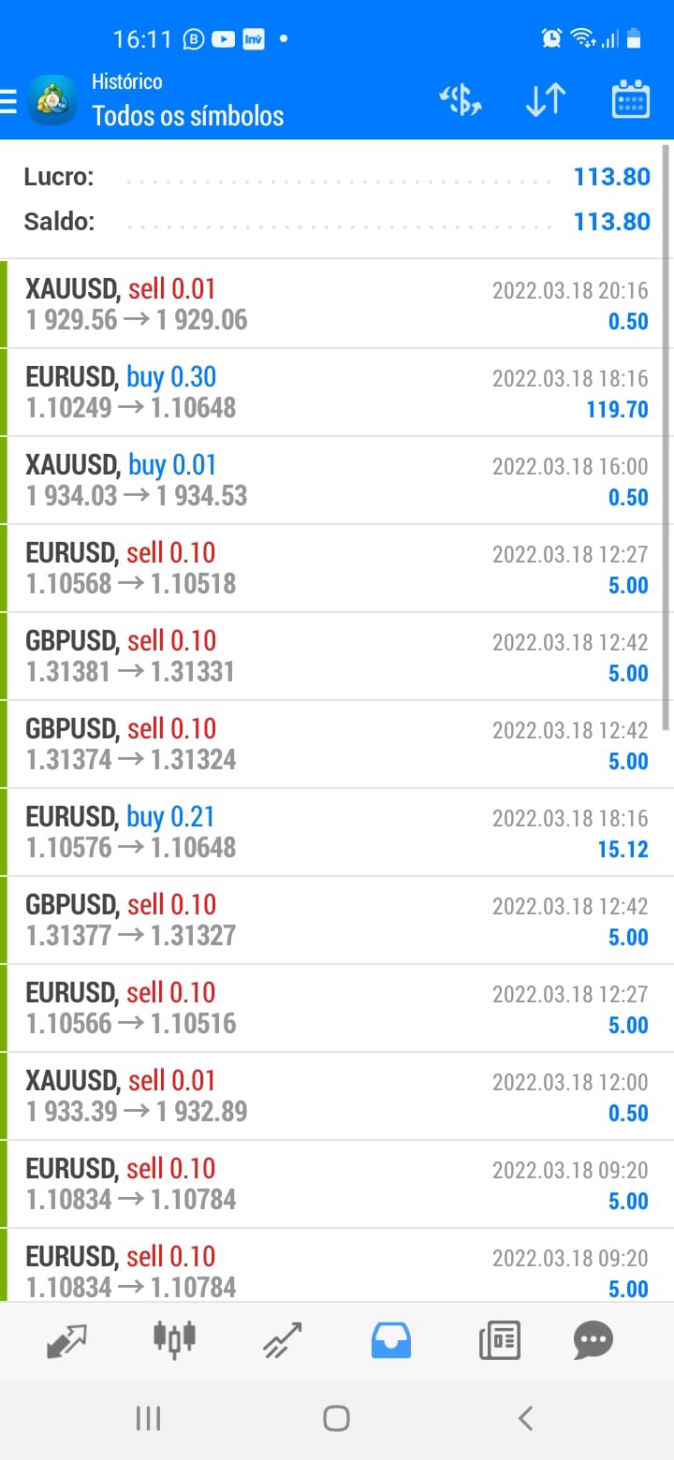 16:11
Inv
Histórico
Todos os símbolos
Lucro: 113.80
Saldo: 113.80
XAUUSD, sell 0.01 2022.03.18 20:16
1 929.56 → 1 929.06 0.50
EURUSD, buy 0.30 2022.03.18 18:16
1.10249 → 1.10648 119.70
XAUUSD, buy 0.01 2022.03.18 16:00
1 934.03 → 1 934.53 0.50
EURUSD, sell 0.10 2022.03.18 12:27
1.10568 → 1.10518 5.00
GBPUSD, sell 0.10 2022.03.18 12:42
1.31381 → 1.31331 5.00
GBPUSD, sell 0.10 2022.03.18 12:42
1.31374 → 1.31324 5.00
EURUSD, buy 0.21 2022.03.18 18:16
1.10576 → 1.10648 15.12
GBPUSD, sell 0.10 2022.03.18 12:42
1.31377 → 1.31327 5.00
EURUSD, sell 0.10 2022.03.18 12:27
1.10566 → 1.10516 5.00
XAUUSD, sell 0.01 2022.03.18 12:00
1 933.39 → 1 932.89 0.50
EURUSD, sell 0.10 2022.03.18 09:20
1.10834 → 1.10784 5.00
EURUSD, sell 0.10 2022.03.18 09:20
1.10834 → 1.10784 5.00